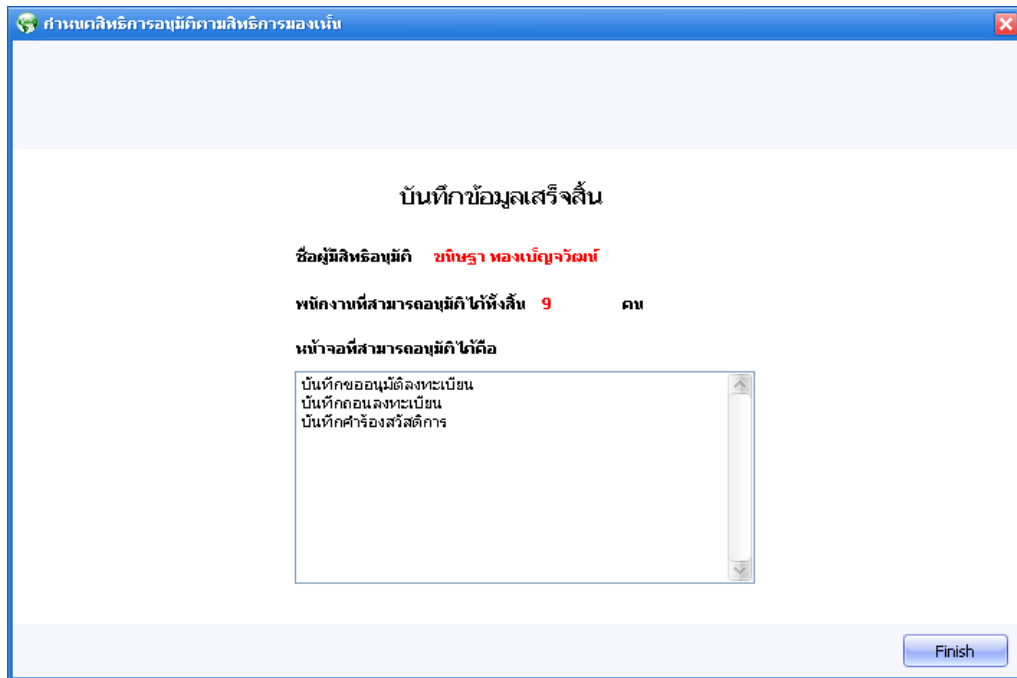 กำหนดสิทธิการอนุมัติตามสิทธิการมองเห็น
บันทึกข้อมูลเสร็จสิ้น
ชื่อผู้มีสิทธิอนุมัติ ขนิษฐา ทองเบ็ญจวัฒน์
พนักงานที่สามารถอนุมัติได้ทั้งสิ้น 9 คน
หน้าจอที่สามารถอนุมัติได้คือ
บันทึกขออนุมัติลงทะเบียน
บันทึกถอนลงทะเบียน
บันทึกคำร้องสวัสดิการ
Finish